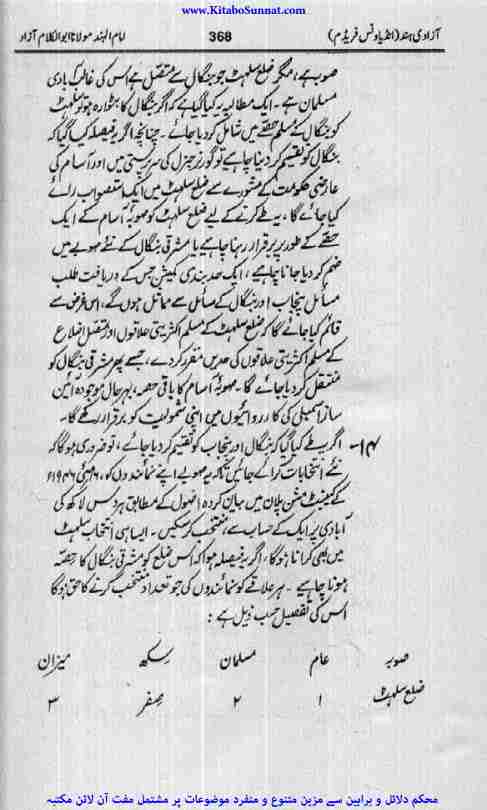 www.KitaboSunnat.com
آزادی ہند (انڈیا ونس فریڈم) 368 امام الہند مولانا ابوالکلام آزاد
صوبہ ہے، مگر ضلع سلہٹ جو بنگال سے متصل ہے اس کی غالب آبادی
مسلمان ہے۔ ایک مطالبہ یہ کیا گیا ہے کہ اگر بنگال کا بٹوارہ ہو تو سلہٹ
کو بنگال کے مسلم حصے میں شامل کر دیا جائے۔ چنانچہ اگر یہ فیصلہ کیا گیا کہ
بنگال کو تقسیم کر دینا چاہیے تو گورنر جنرل کی سرپرستی میں اور آسام کی
عارضی حکومت کے مشورے سے ضلع سلہٹ میں ایک استصواب رائے
کیا جائے گا، یہ طے کرنے کے لیے ضلع سلہٹ کو صوبۂ آسام کے ایک
حصے کے طور پر برقرار رہنا چاہیے یا مشرقی بنگال کے نئے صوبے میں
ضم کر دیا جانا چاہیے، ایک حد بندی کمیشن جس کے دریافت طلب
مسائل پنجاب اور بنگال کے مسائل سے مماثل ہوں گے، اس غرض سے
قائم کیا جائے گا کہ ضلع سلہٹ کے مسلم اکثریتی علاقوں اور متصل اضلاع
کے مسلم اکثریتی علاقوں کی حدیں مقرر کر دے، جسے پھر مشرقی بنگال کو
منتقل کر دیا جائے گا۔ صوبۂ آسام کا باقی حصہ، بہر حال موجودہ آئین
ساز اسمبلی کی کارروائیوں میں اپنی شمولیت کو برقرار رکھے گا۔
۱۴۔ اگر یہ طے کیا گیا کہ بنگال اور پنجاب کو تقسیم کر دیا جائے، تو ضروری ہوگا کہ
نئے انتخابات کرائے جائیں تاکہ یہ صوبے اپنے نمائندوں کو، ۱۶ مئی ۱۹۴۶ء
کے کیبینٹ مشن پلان میں بیان کردہ اصولوں کے مطابق ہر دس لاکھ کی
آبادی پر ایک کے حساب سے، منتخب کر سکیں۔ ایسا ہی انتخاب سلہٹ
میں بھی کرانا ہوگا، اگر یہ فیصلہ ہوا کہ اس ضلع کو مشرقی بنگال کا حصہ
ہونا چاہیے۔ ہر علاقے کو نمائندوں کی جو تعداد منتخب کرنے کا حق ہوگا
اس کی تفصیل حسب ذیل ہے:
صوبہ عام مسلمان سکھ میزان
ضلع سلہٹ ۱ ۲ صفر ۳
محکم دلائل و براہین سے مزین متنوع و منفرد موضوعات پر مشتمل مفت آن لائن مکتبہ